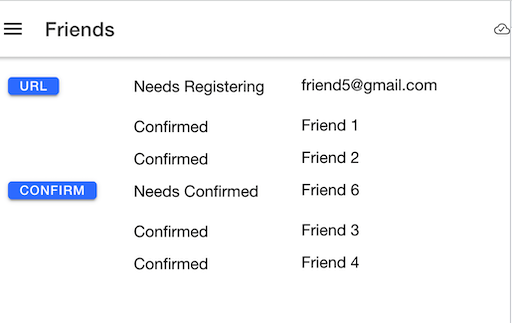 Friends
URL Needs Registering friend5@gmail.com
Confirmed Friend 1
Confirmed Friend 2
CONFIRM Needs Confirmed Friend 6
Confirmed Friend 3
Confirmed Friend 4